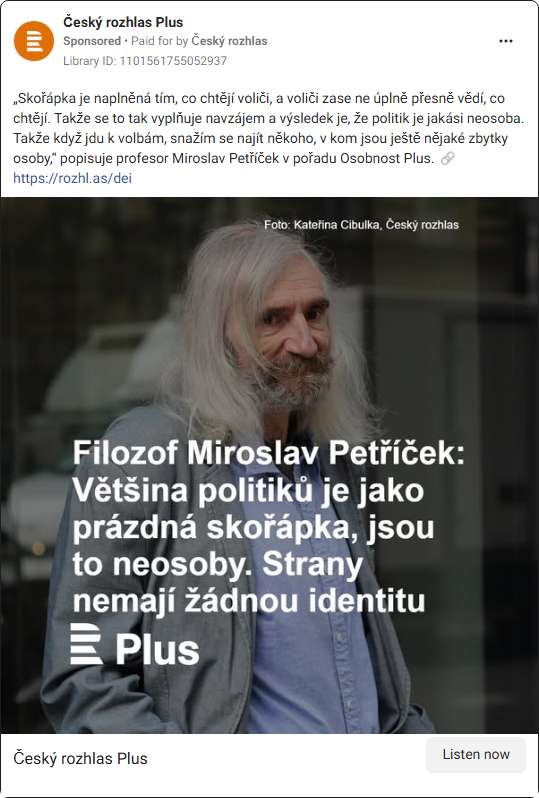 Český rozhlas Plus
Sponsored • Paid for by Český rozhlas
Library ID: 1101561755052937
„Skořápka je naplněná tím, co chtějí voliči, a voliči zase ne úplně přesně vědí, co
chtějí. Takže se to tak vyplňuje navzájem a výsledek je, že politik je jakási neosoba.
Takže když jdu k volbám, snažím se najít někoho, v kom jsou ještě nějaké zbytky
osoby,“ popisuje profesor Miroslav Petříček v pořadu Osobnost Plus. 🔗
https://rozhl.as/dei
Foto: Kateřina Cibulka, Český rozhlas
Filozof Miroslav Petříček:
Většina politiků je jako
prázdná skořápka, jsou
to neosoby. Strany
nemají žádnou identitu
Plus
Český rozhlas Plus
Listen now